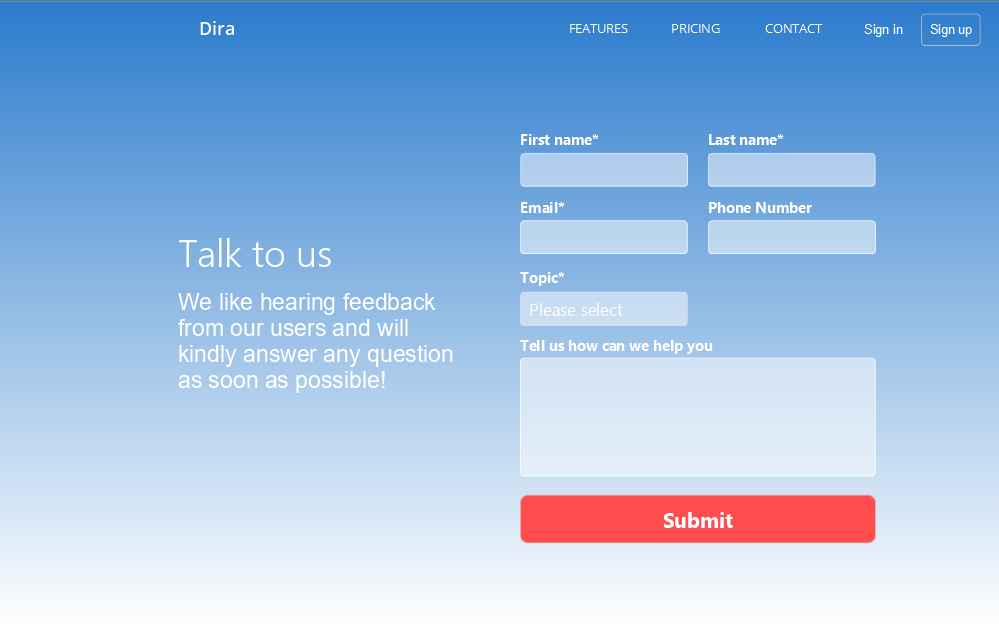 Dira
FEATURES
PRICING
CONTACT
Sign in
Sign up
Talk to us
We like hearing feedback
from our users and will
kindly answer any question
as soon as possible!
First name*
Last name*
Email*
Phone Number
Topic*
Please select
Tell us how can we help you
Submit